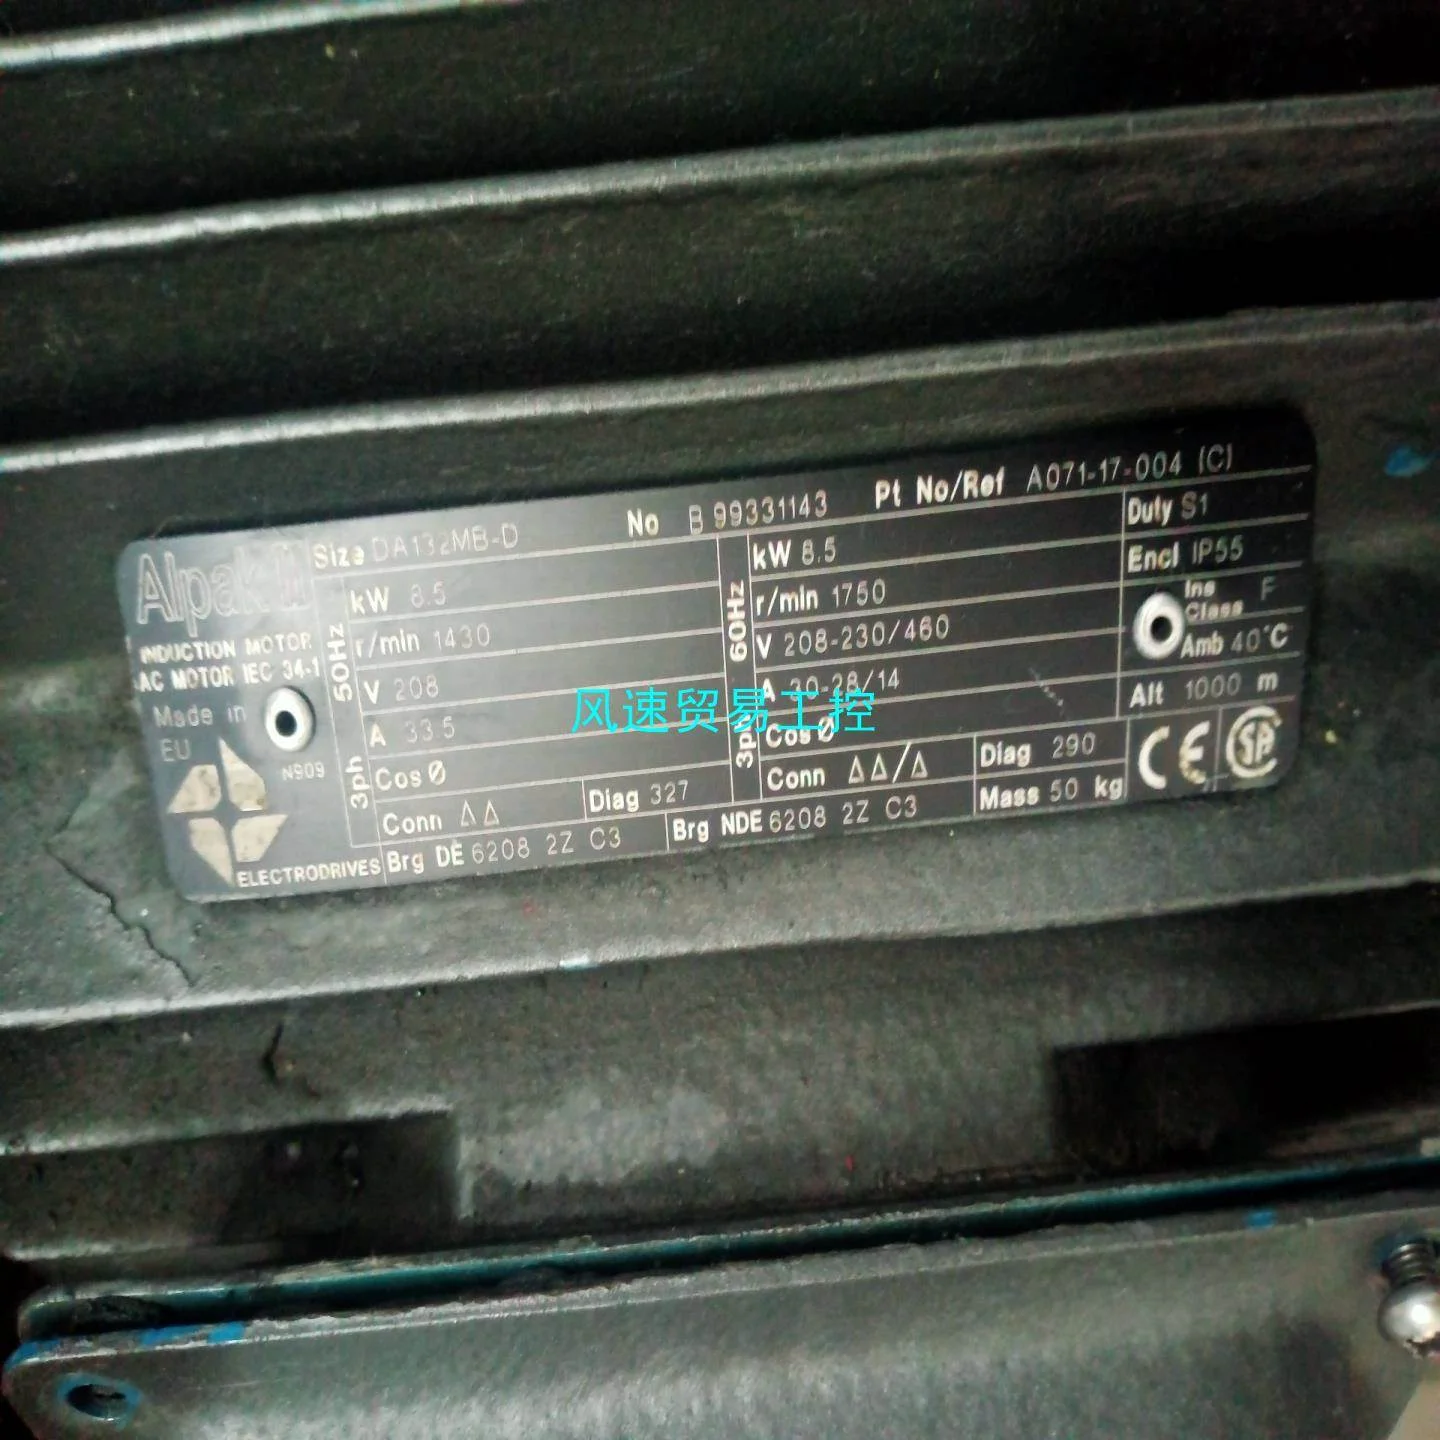 Alpak II
INDUCTION MOTOR
AC MOTOR IEC 34-1
Made in
EU
N909
ELECTRODRIVES
Size DA132MB-D No B 99331143 Pt No/Ref A071-17-004 (C)
50Hz
3ph
kW 8.5
r/min 1430
V 208
A 33.5
Cos Ø
Conn ΔΔ Diag 327
Brg DE 6208 2Z C3 Brg NDE 6208 2Z C3
60Hz
3ph
kW 8.5
r/min 1750
V 208-230/460
A 30-28/14
Cos Ø
Conn ΔΔ/Δ Diag 290
Mass 50 kg
Duty S1
Encl IP55
Ins Class F
Amb 40°C
Alt 1000 m
CE
风速贸易工控